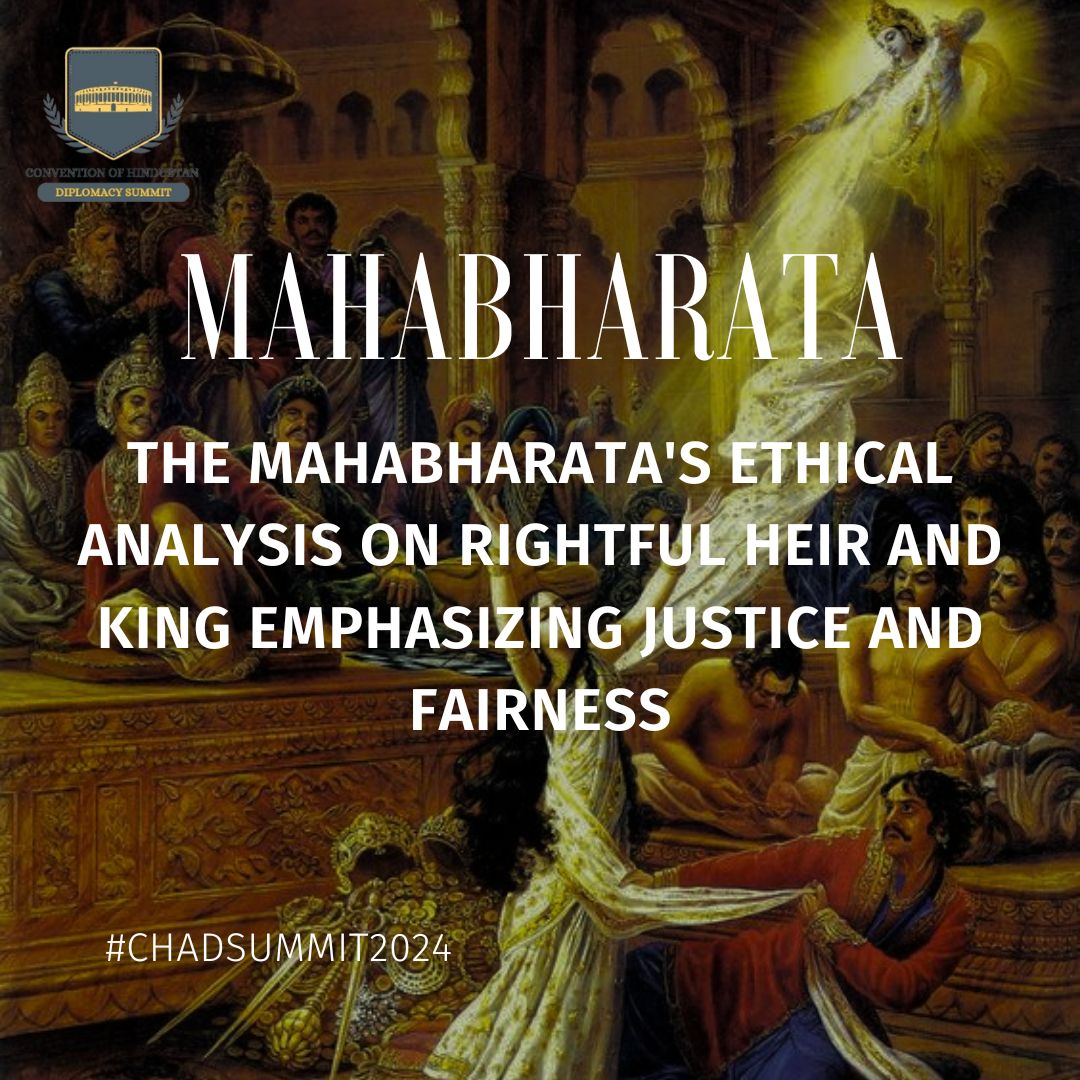 CONVENTION OF HINDUSTAN
DIPLOMACY SUMMIT
MAHABHARATA
THE MAHABHARATA'S ETHICAL
ANALYSIS ON RIGHTFUL HEIR AND
KING EMPHASIZING JUSTICE AND
FAIRNESS
#CHADSUMMIT2024